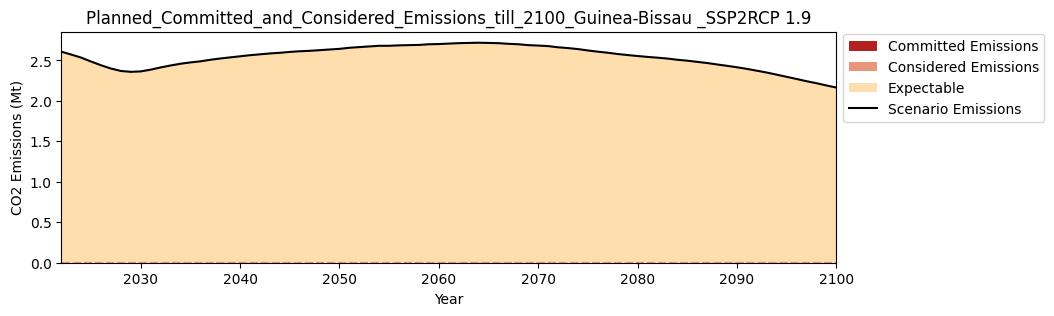 Planned_Committed_and_Considered_Emissions_till_2100_Guinea-Bissau _SSP2RCP 1.9
Committed Emissions
Considered Emissions
Expectable
Scenario Emissions
CO2 Emissions (Mt)
2.5
2.0
1.5
1.0
0.5
0.0
2030 2040 2050 2060 2070 2080 2090 2100
Year